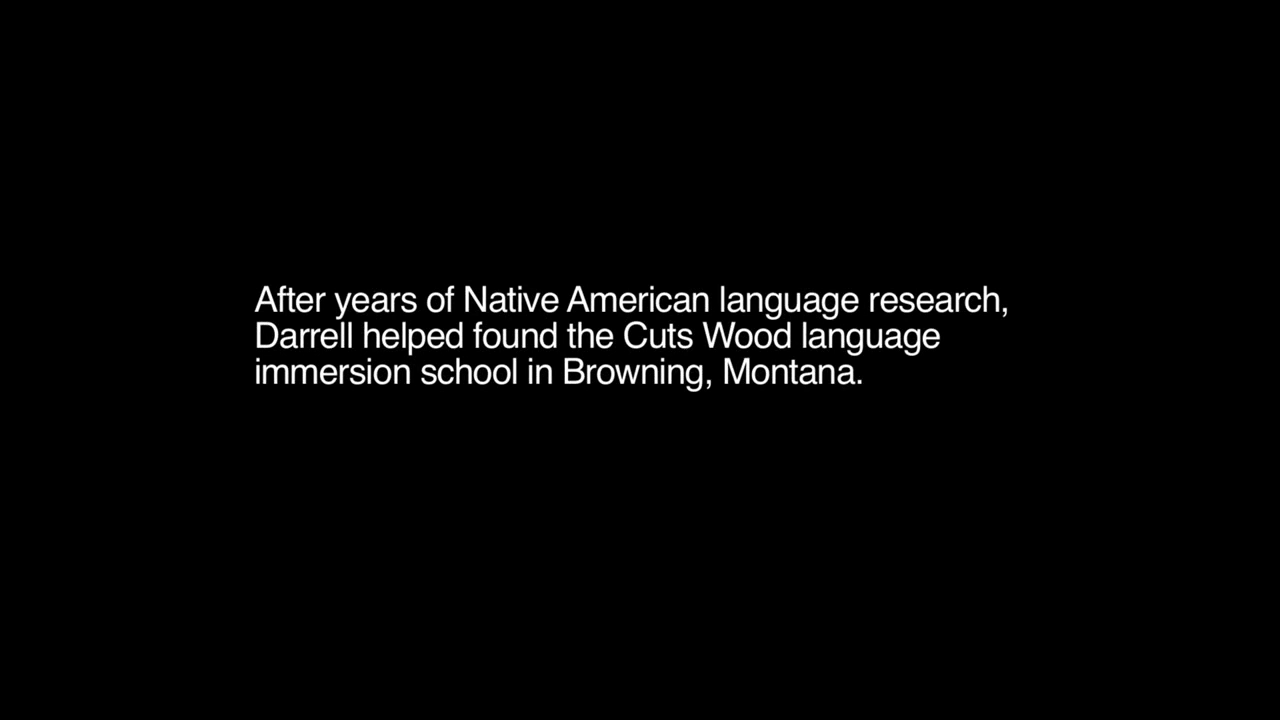 After years of Native American language research,
Darrell helped found the Cuts Wood language
immersion school in Browning, Montana.